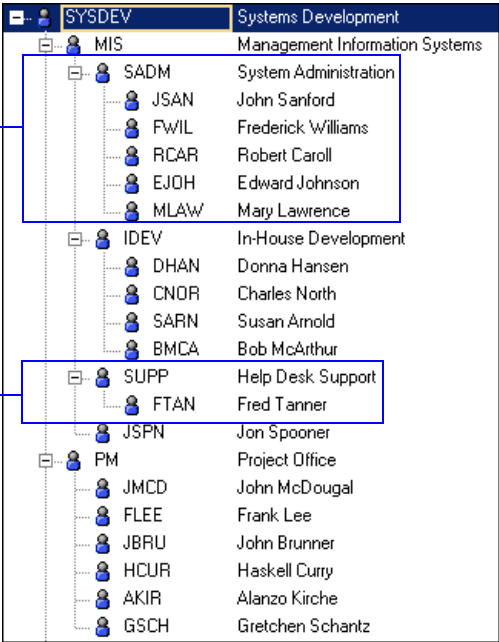 SYSDEV Systems Development
MIS Management Information Systems
SADM System Administration
JSAN John Sanford
FWIL Frederick Williams
RCAR Robert Caroll
EJOH Edward Johnson
MLAW Mary Lawrence
IDEV In-House Development
DHAN Donna Hansen
CNOR Charles North
SARN Susan Arnold
BMCA Bob McArthur
SUPP Help Desk Support
FTAN Fred Tanner
JSPN Jon Spooner
PM Project Office
JMCD John McDougal
FLEE Frank Lee
JBRU John Brunner
HCUR Haskell Curry
AKIR Alanzo Kirche
GSCH Gretchen Schantz